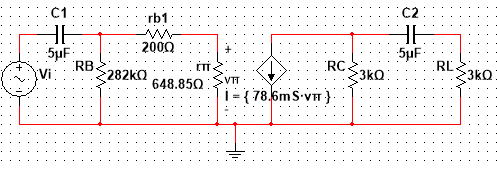 C1
rb1
C2
5µF
200Ω
5µF
+
Vi
RB
282kΩ
rπ
648.85Ω
vπ
I = { 78.6mS·vπ }
-
RC
3kΩ
RL
3kΩ